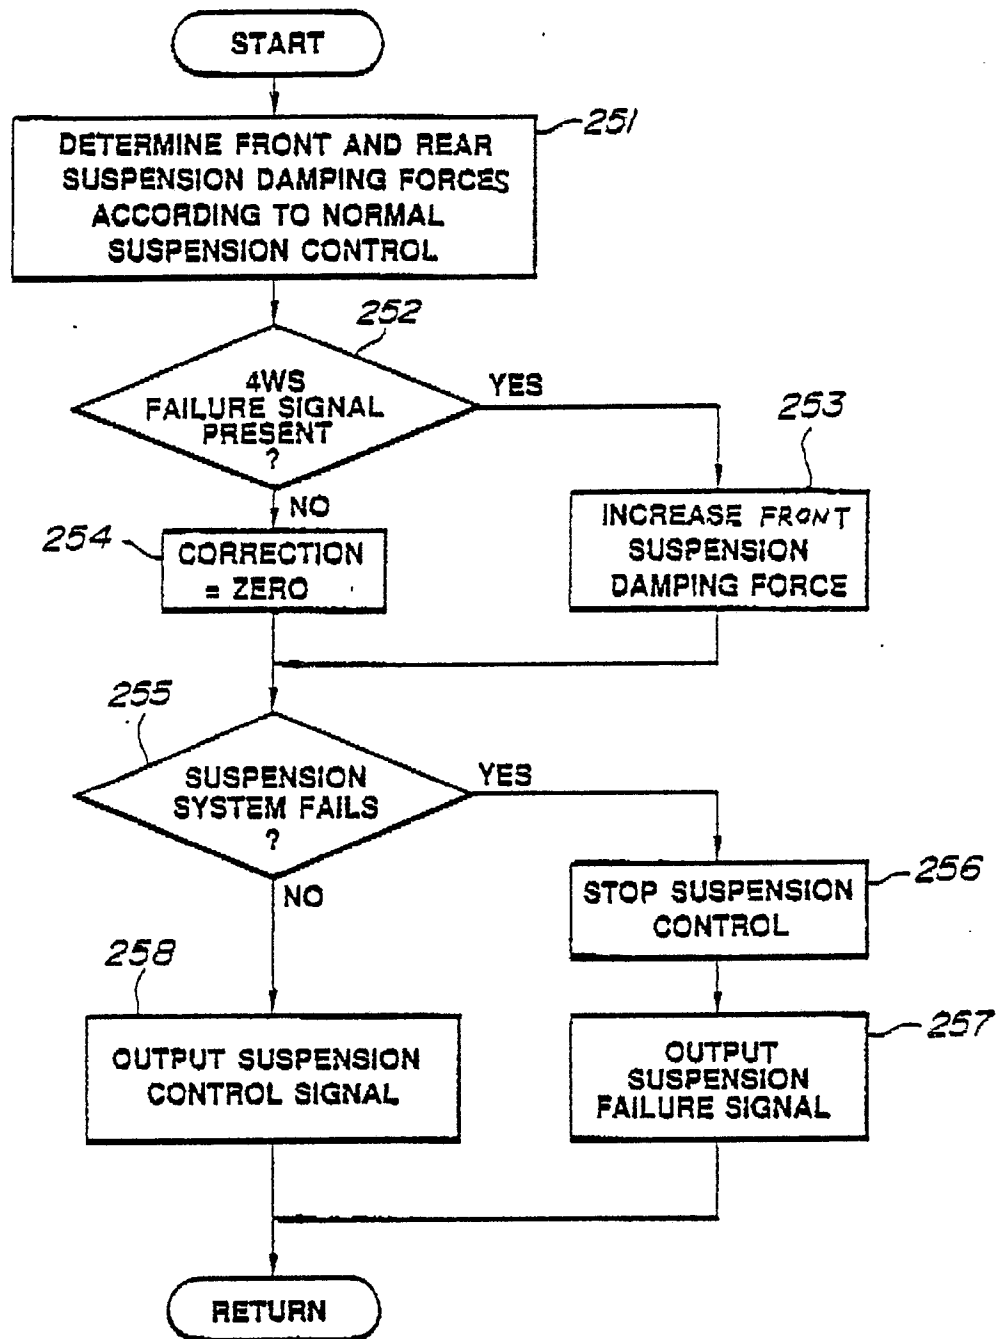 START
251
DETERMINE FRONT AND REAR
SUSPENSION DAMPING FORCES
ACCORDING TO NORMAL
SUSPENSION CONTROL
252
4WS
FAILURE SIGNAL
PRESENT
?
YES
NO
253
INCREASE FRONT
SUSPENSION
DAMPING FORCE
254
CORRECTION
= ZERO
255
SUSPENSION
SYSTEM FAILS
?
YES
NO
256
STOP SUSPENSION
CONTROL
258
OUTPUT SUSPENSION
CONTROL SIGNAL
257
OUTPUT
SUSPENSION
FAILURE SIGNAL
RETURN